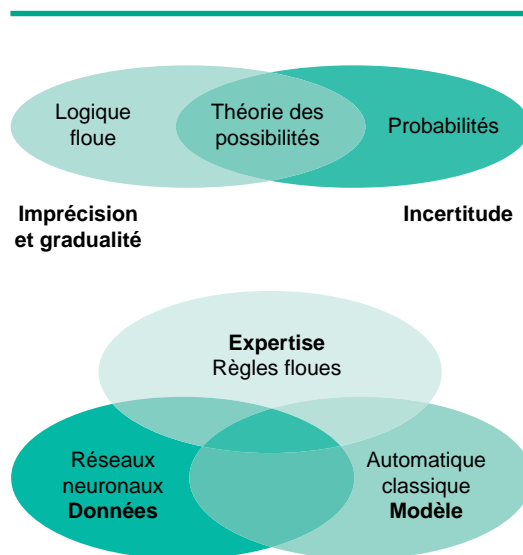 Logique
floue
Théorie des
possibilités
Probabilités
Imprécision
et gradualité
Incertitude
Expertise
Règles floues
Réseaux
neuronaux
Données
Automatique
classique
Modèle